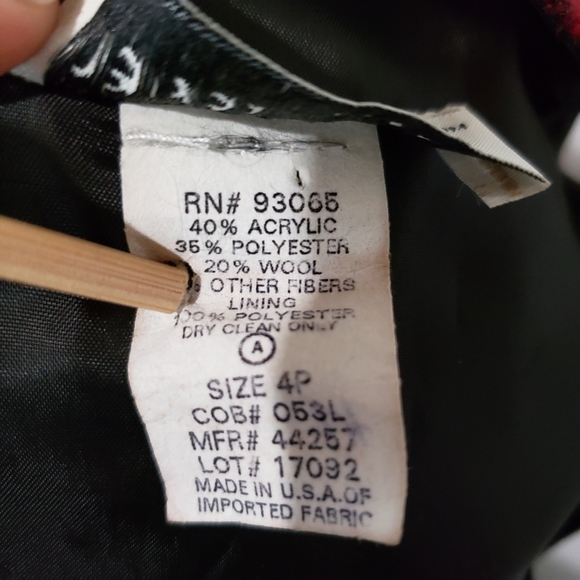 RN# 93065
40% ACRYLIC
35% POLYESTER
20% WOOL
OTHER FIBERS
LINING
100% POLYESTER
DRY CLEAN ONLY
A
SIZE 4P
COB# 053L
MFR# 44257
LOT# 17092
MADE IN U.S.A. OF
IMPORTED FABRIC